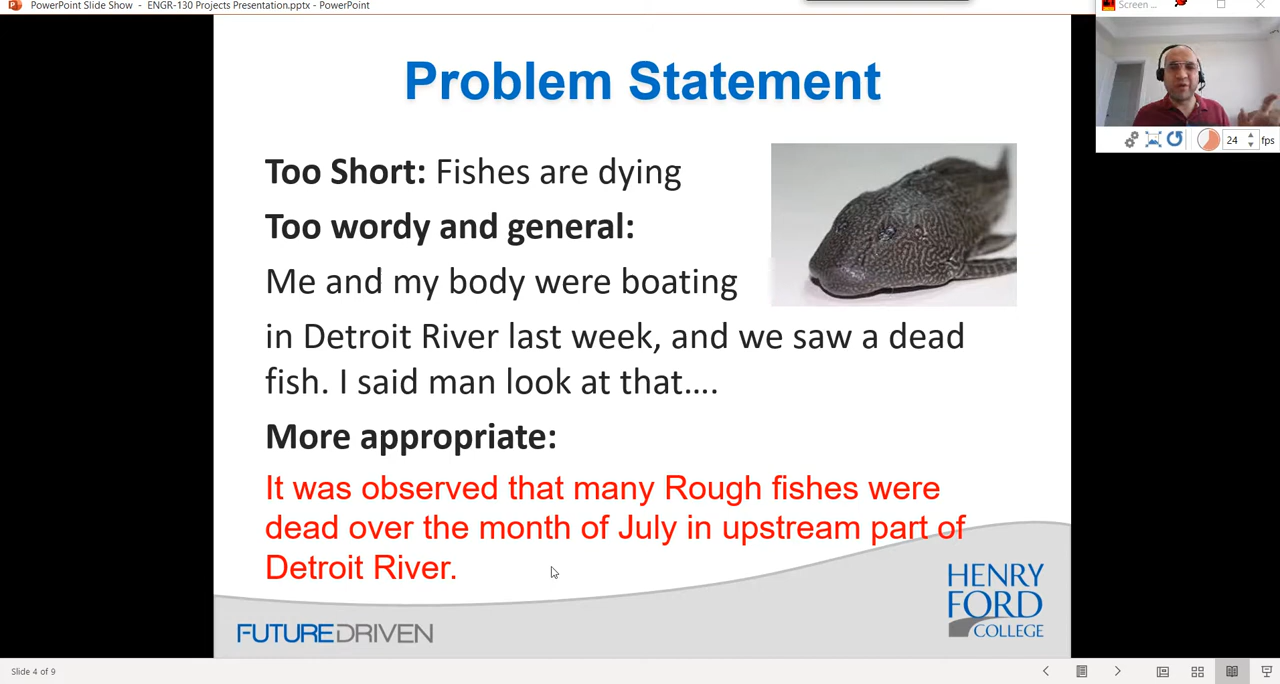 PowerPoint Slide Show - ENGR-130 Projects Presentation.pptx - PowerPoint
Screen ...
24 fps
Problem Statement
Too Short: Fishes are dying
Too wordy and general:
Me and my body were boating
in Detroit River last week, and we saw a dead
fish. I said man look at that....
More appropriate:
It was observed that many Rough fishes were
dead over the month of July in upstream part of
Detroit River.
FUTUREDRIVEN
HENRY
FORD
COLLEGE
Slide 4 of 9